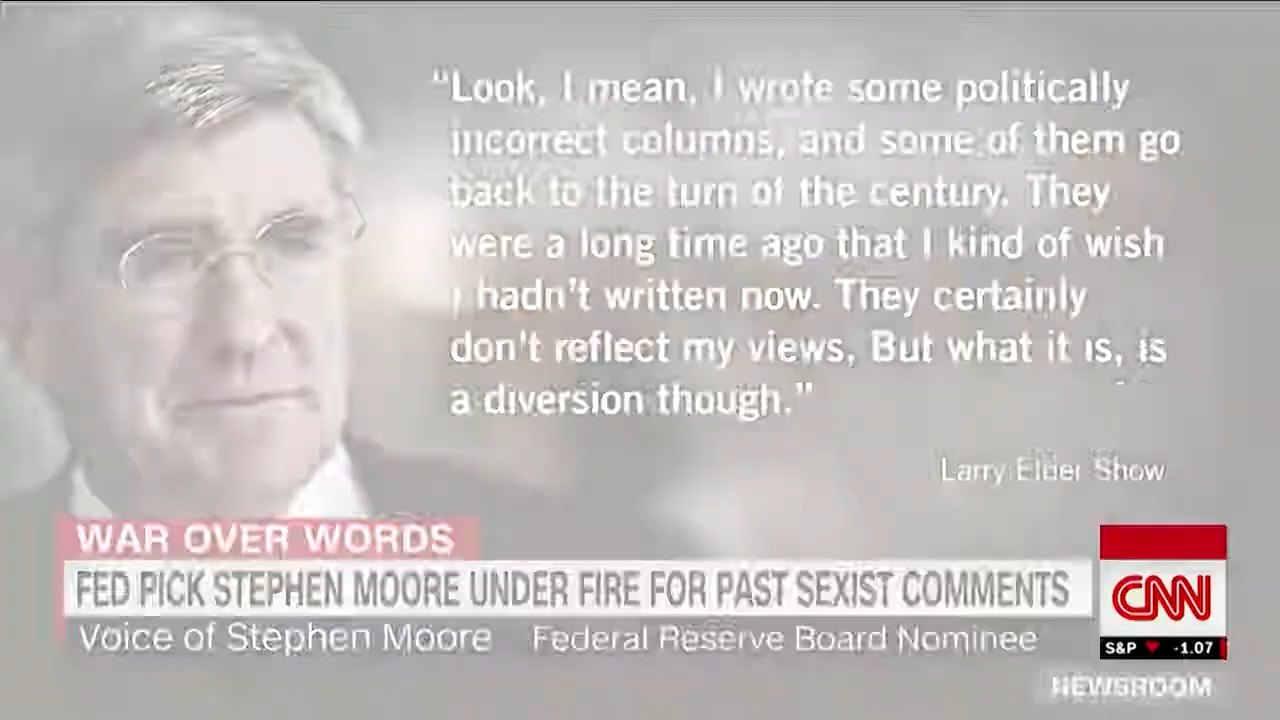 "Look, I mean, I wrote some politically
incorrect columns, and some of them go
back to the turn of the century. They
were a long time ago that I kind of wish
I hadn't written now. They certainly
don't reflect my views, But what it is, is
a diversion though."
Larry Elder Show
WAR OVER WORDS
FED PICK STEPHEN MOORE UNDER FIRE FOR PAST SEXIST COMMENTS
Voice of Stephen Moore Federal Reserve Board Nominee
CNN
S&P -1.07
NEWSROOM